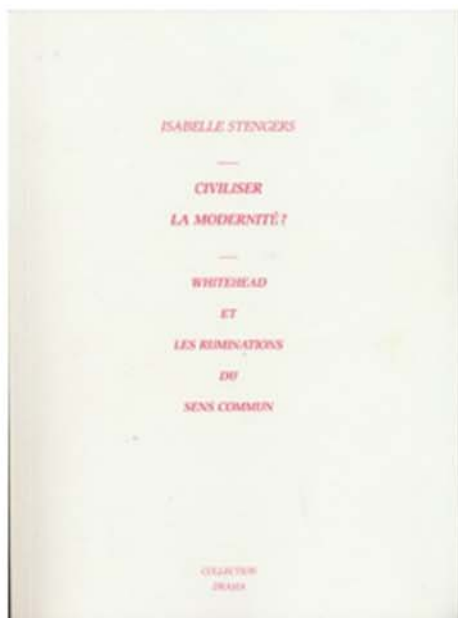 ISABELLE STENGERS
CIVILISER
LA MODERNITÉ ?
WHITEHEAD
ET
LES RUMINATIONS
DU
SENS COMMUN
COLLECTION
DRAMA